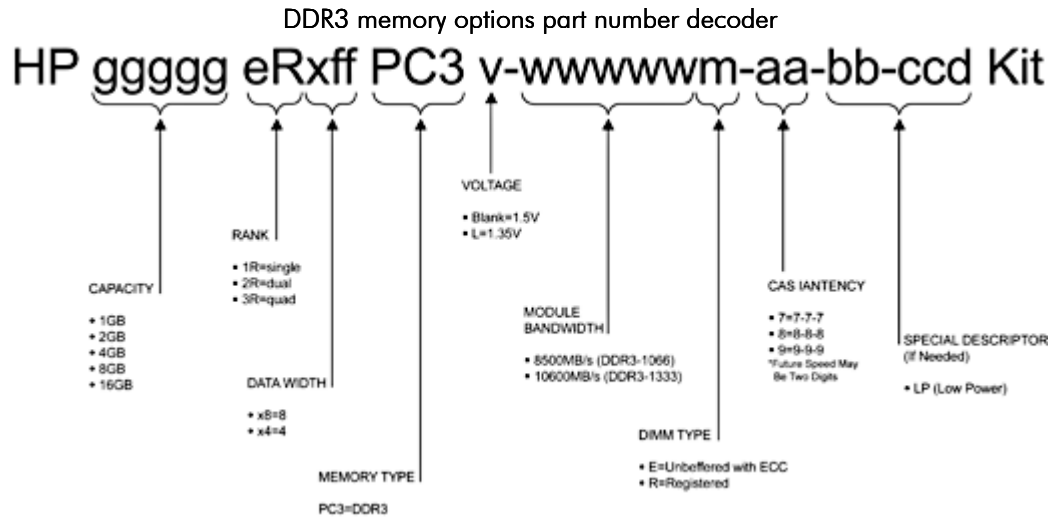 DDR3 memory options part number decoder
HP ggggg eRxff PC3 v-wwwwwm-aa-bb-ccd Kit
VOLTAGE
▪ Blank=1.5V
▪ L=1.35V
RANK
▪ 1R=single
▪ 2R=dual
▪ 3R=quad
CAPACITY
+ 1GB
+ 2GB
+ 4GB
+ 8GB
+ 16GB
CAS IANTENCY
▪ 7=7-7-7
▪ 8=8-8-8
▪ 9=9-9-9
*Future Speed May
Be Two Digits
MODULE
BANDWIDTH
▪ 8500MB/s (DDR3-1066)
▪ 10600MB/s (DDR3-1333)
SPECIAL DESCRIPTOR
(If Needed)
+ LP (Low Power)
DATA WIDTH
+ x8=8
+ x4=4
DIMM TYPE
+ E=Unbeffered with ECC
+ R=Registered
MEMORY TYPE
PC3=DDR3